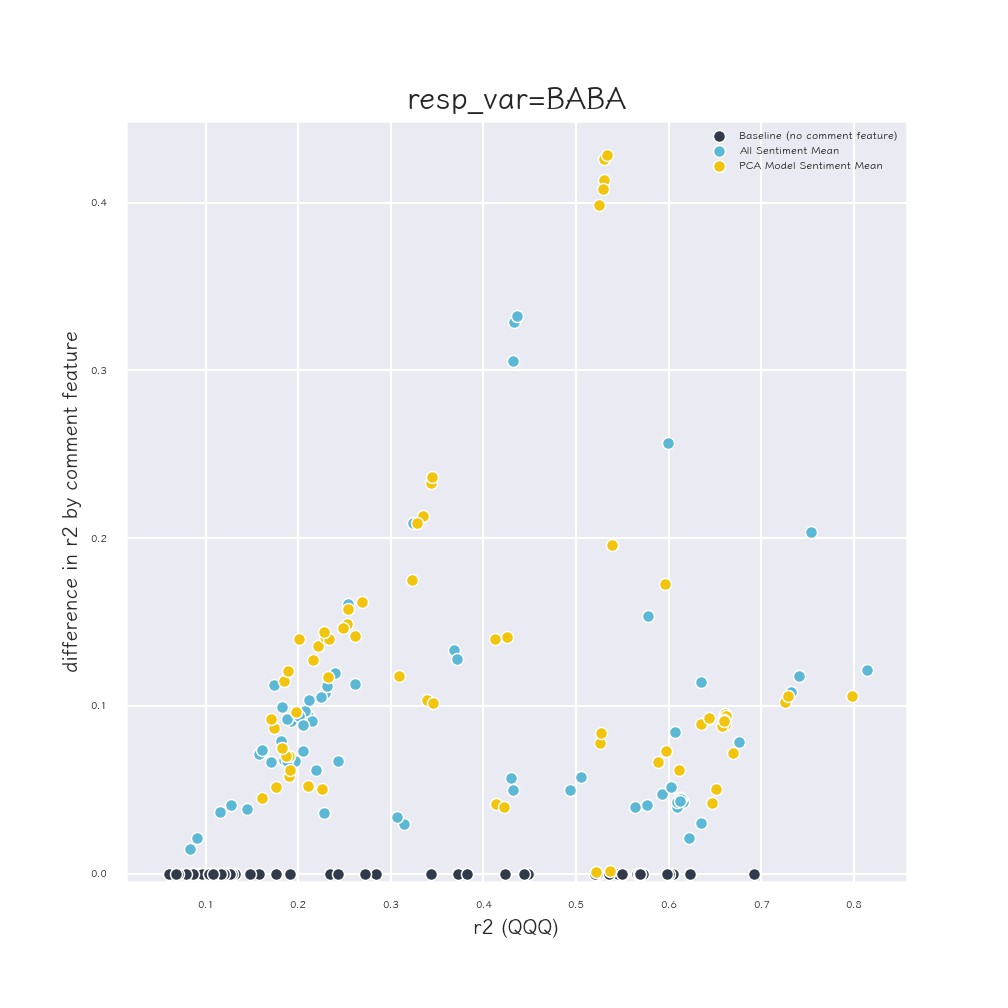 resp_var=BABA
Baseline (no comment feature)
All Sentiment Mean
PCA Model Sentiment Mean
difference in r2 by comment feature
0.4
0.3
0.2
0.1
0.0
0.1 0.2 0.3 0.4 0.5 0.6 0.7 0.8
r2 (QQQ)